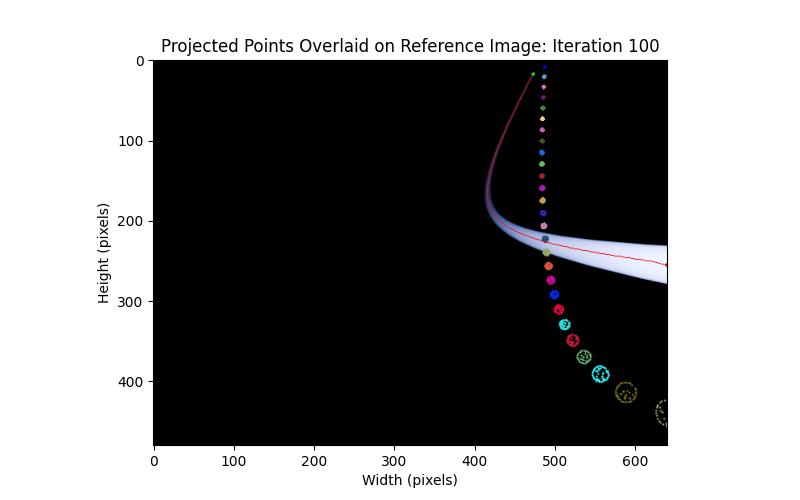 Projected Points Overlaid on Reference Image: Iteration 100
0
100
200
300
400
Height (pixels)
0 100 200 300 400 500 600
Width (pixels)